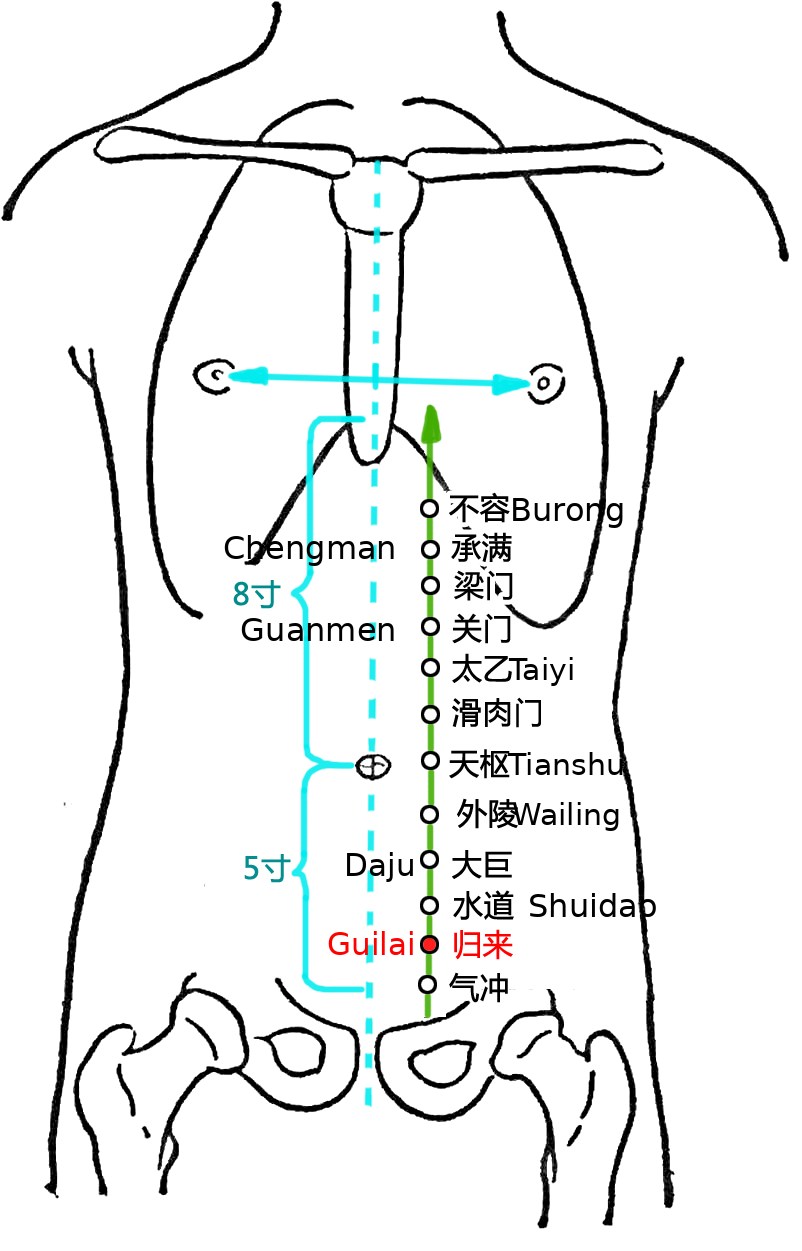 不容Burong
Chengman 承满
梁门
8寸
Guanmen 关门
太乙Taiyi
滑肉门
天枢Tianshu
外陵Wailing
5寸
Daju 大巨
水道 Shuidao
Guilai 归来
气冲